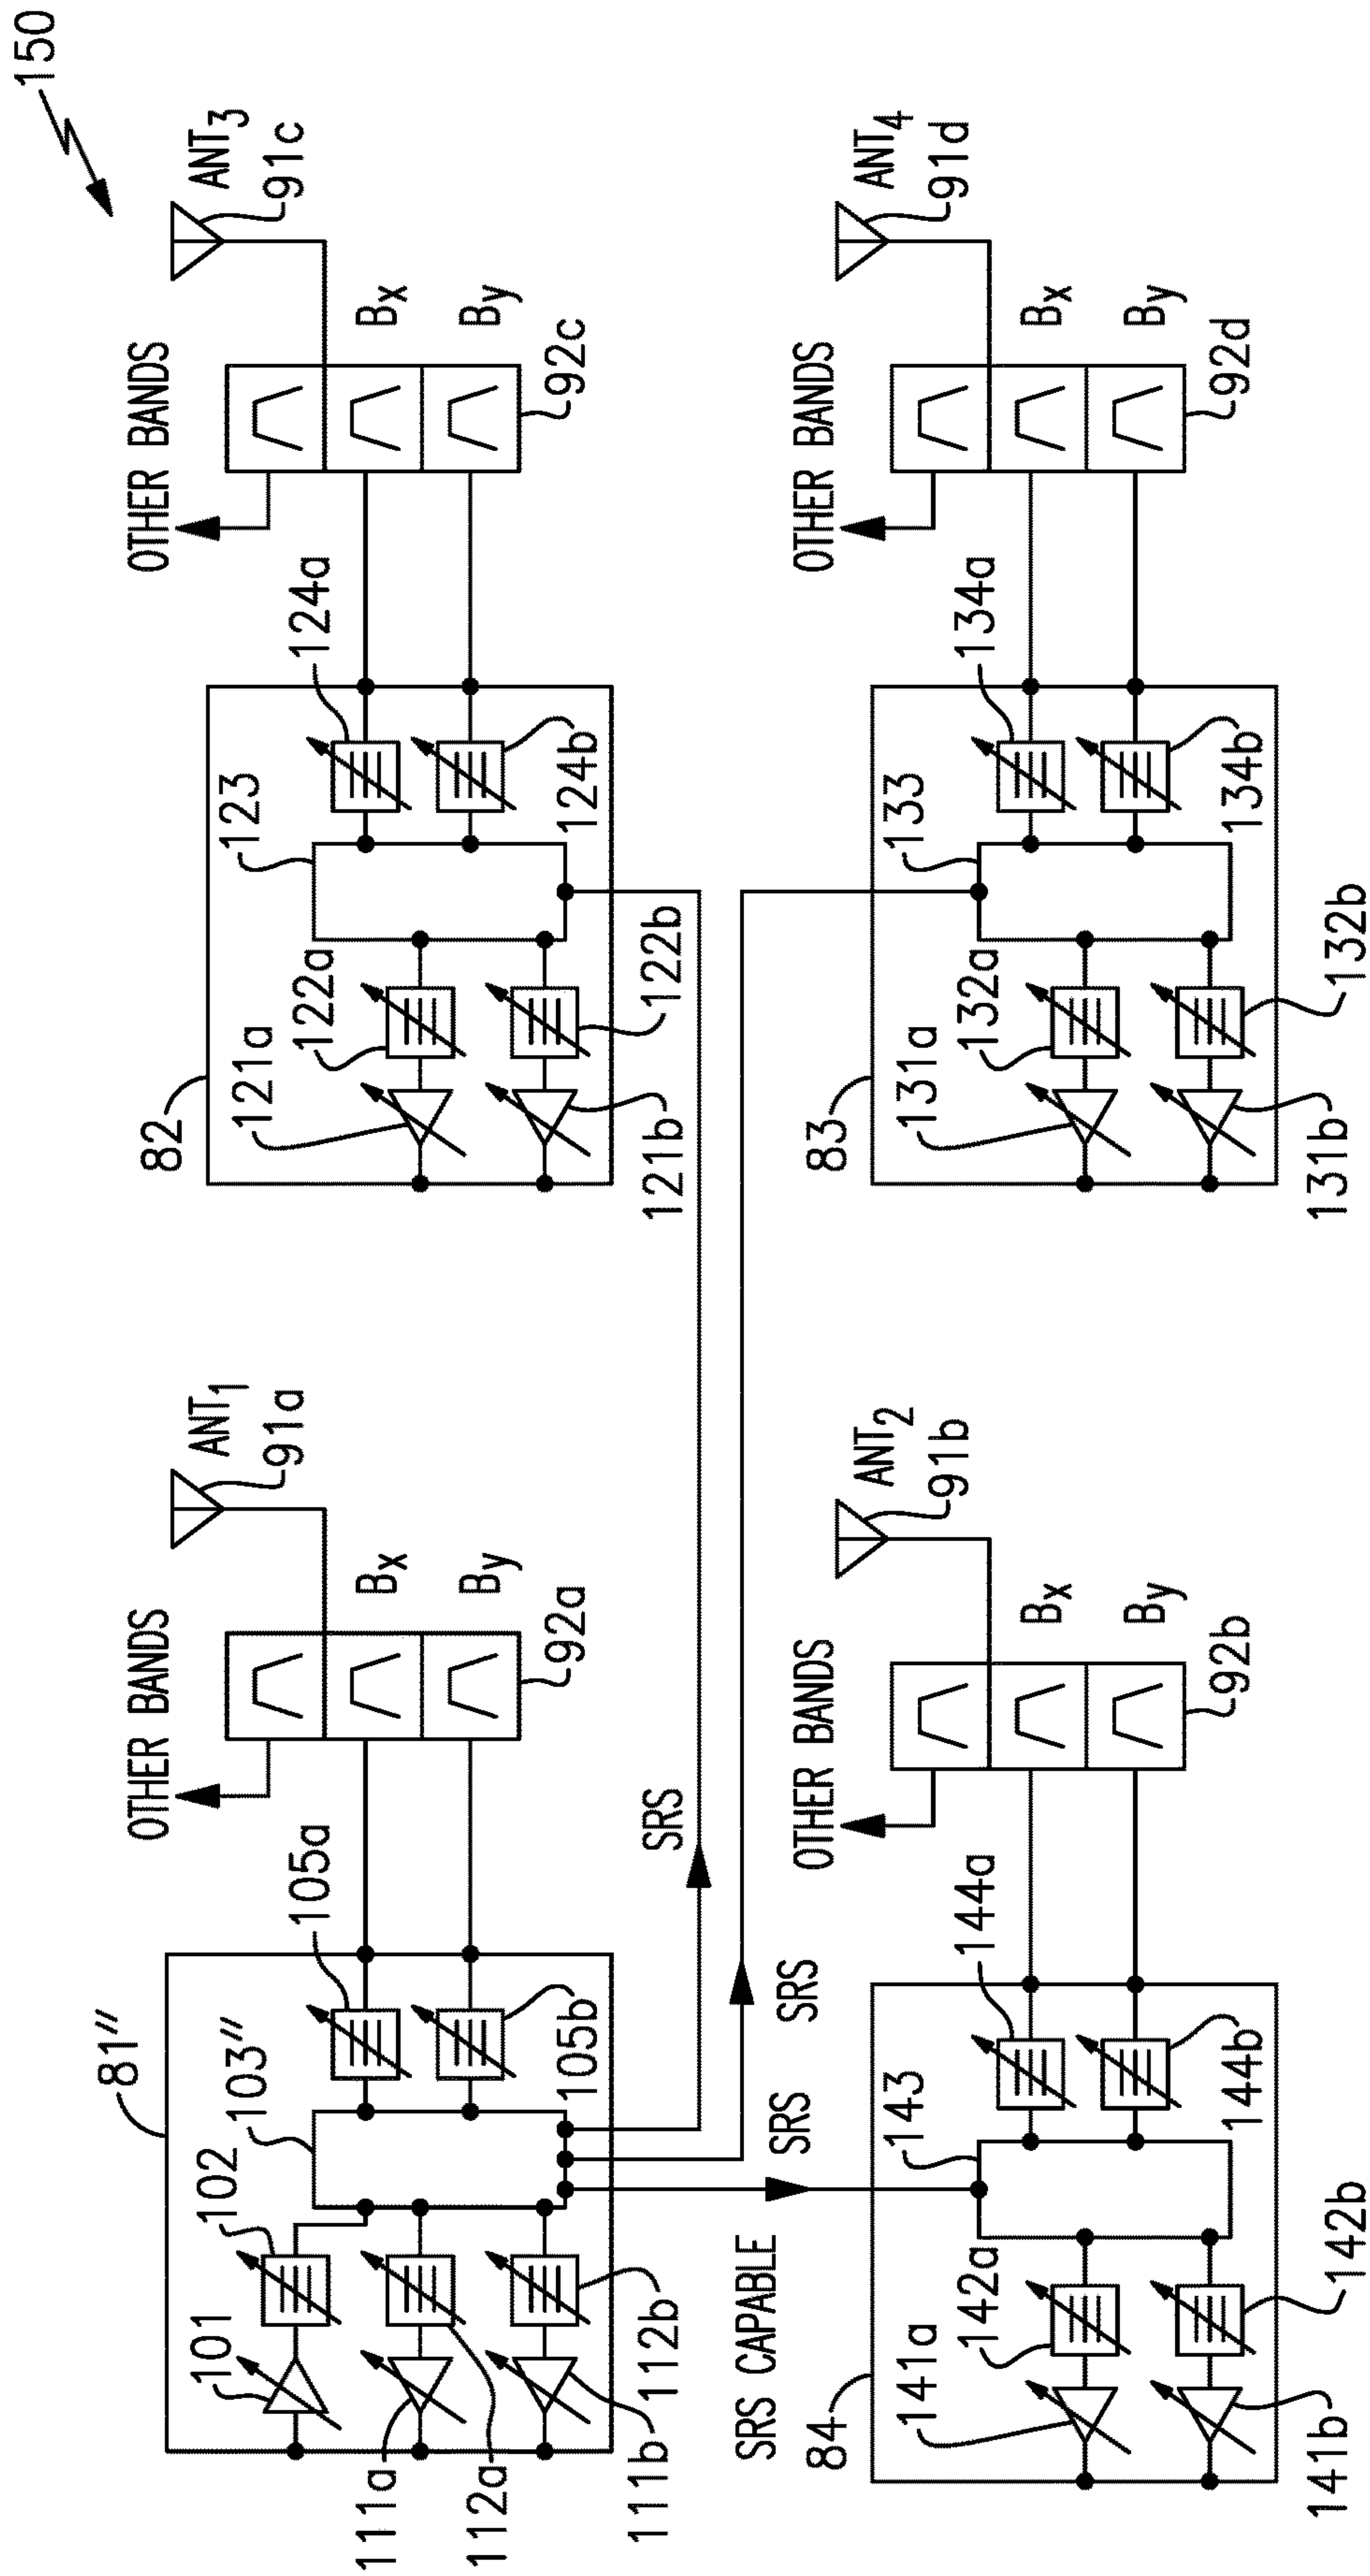 150
81''
101
102
103''
105a
105b
111a
112a
111b
112b
OTHER BANDS
Bx
By
92a
ANT1
91a
82
121a
122a
123
124a
121b
122b
124b
OTHER BANDS
Bx
By
92c
ANT3
91c
SRS CAPABLE
SRS
SRS
SRS
84
141a
142a
143
144a
141b
142b
144b
OTHER BANDS
Bx
By
92b
ANT2
91b
83
131a
132a
133
134a
131b
132b
134b
OTHER BANDS
Bx
By
92d
ANT4
91d